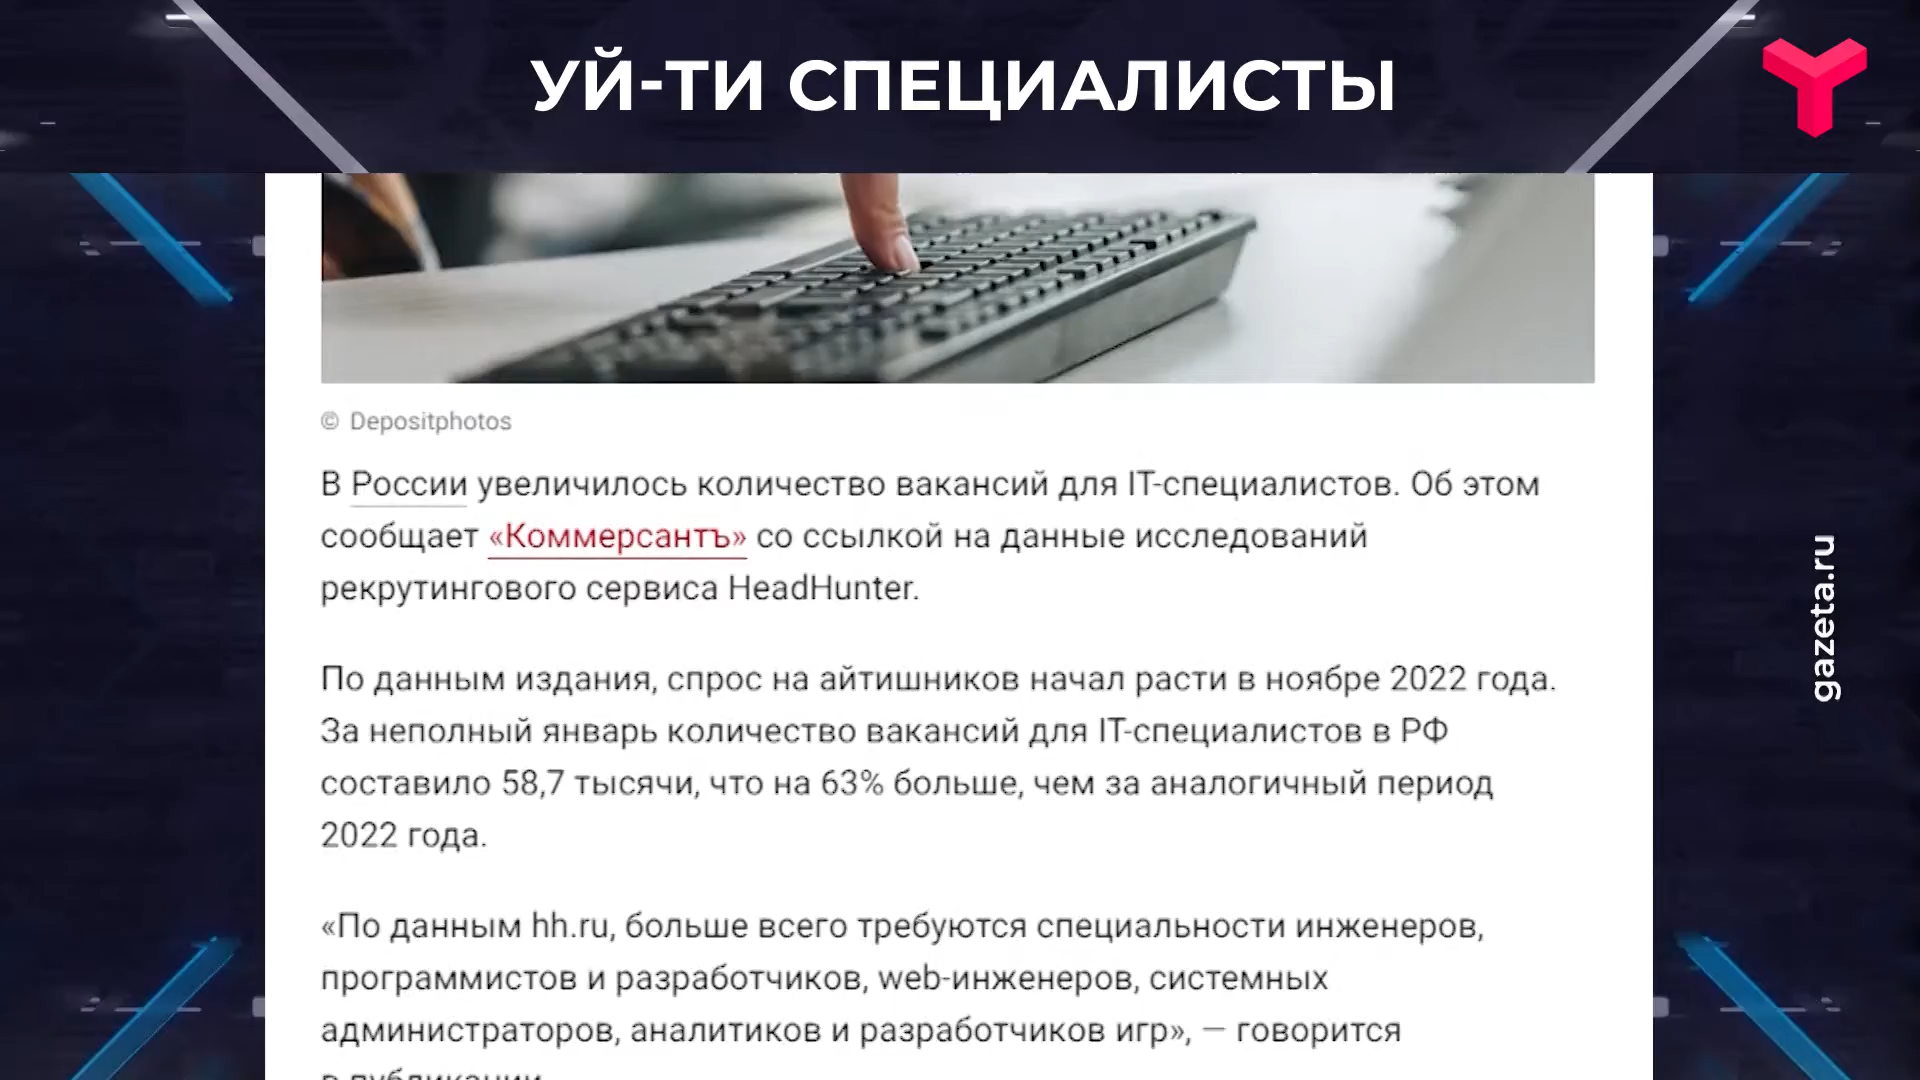 УЙ-ТИ СПЕЦИАЛИСТЫ
© Depositphotos
В России увеличилось количество вакансий для IT-специалистов. Об этом
сообщает «Коммерсантъ» со ссылкой на данные исследований
рекрутингового сервиса HeadHunter.
По данным издания, спрос на айтишников начал расти в ноябре 2022 года.
За неполный январь количество вакансий для IT-специалистов в РФ
составило 58,7 тысячи, что на 63% больше, чем за аналогичный период
2022 года.
«По данным hh.ru, больше всего требуются специальности инженеров,
программистов и разработчиков, web-инженеров, системных
администраторов, аналитиков и разработчиков игр», — говорится
в публикации
gazeta.ru